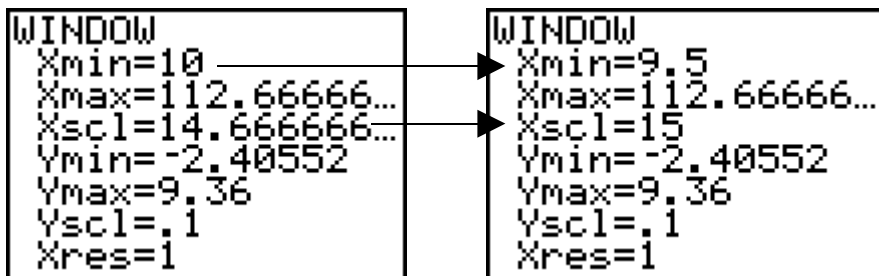 WINDOW
Xmin=10
Xmax=112.66666…
Xscl=14.666666…
Ymin=-2.40552
Ymax=9.36
Yscl=.1
Xres=1
WINDOW
Xmin=9.5
Xmax=112.66666…
Xscl=15
Ymin=-2.40552
Ymax=9.36
Yscl=.1
Xres=1